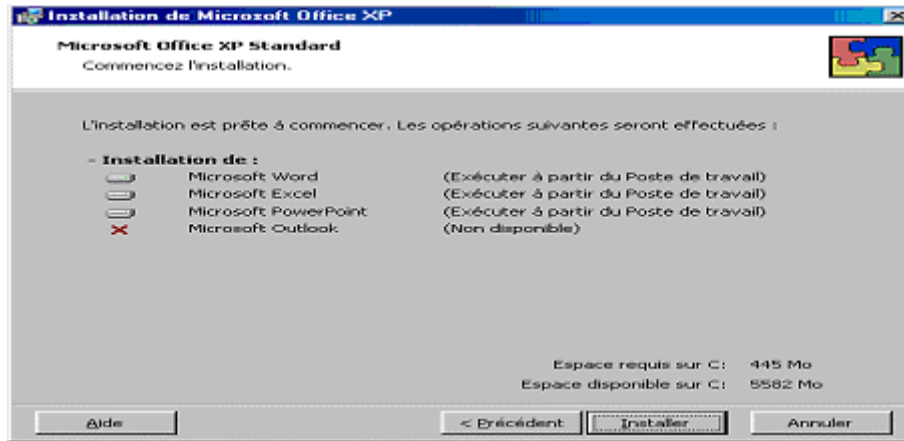 Installation de Microsoft Office XP
Microsoft Office XP Standard
Commencez l'installation.
L'installation est prête à commencer. Les opérations suivantes seront effectuées :
- Installation de :
Microsoft Word (Exécuter à partir du Poste de travail)
Microsoft Excel (Exécuter à partir du Poste de travail)
Microsoft PowerPoint (Exécuter à partir du Poste de travail)
Microsoft Outlook (Non disponible)
Espace requis sur C: 445 Mo
Espace disponible sur C: 5582 Mo
Aide < Précédent Installer Annuler